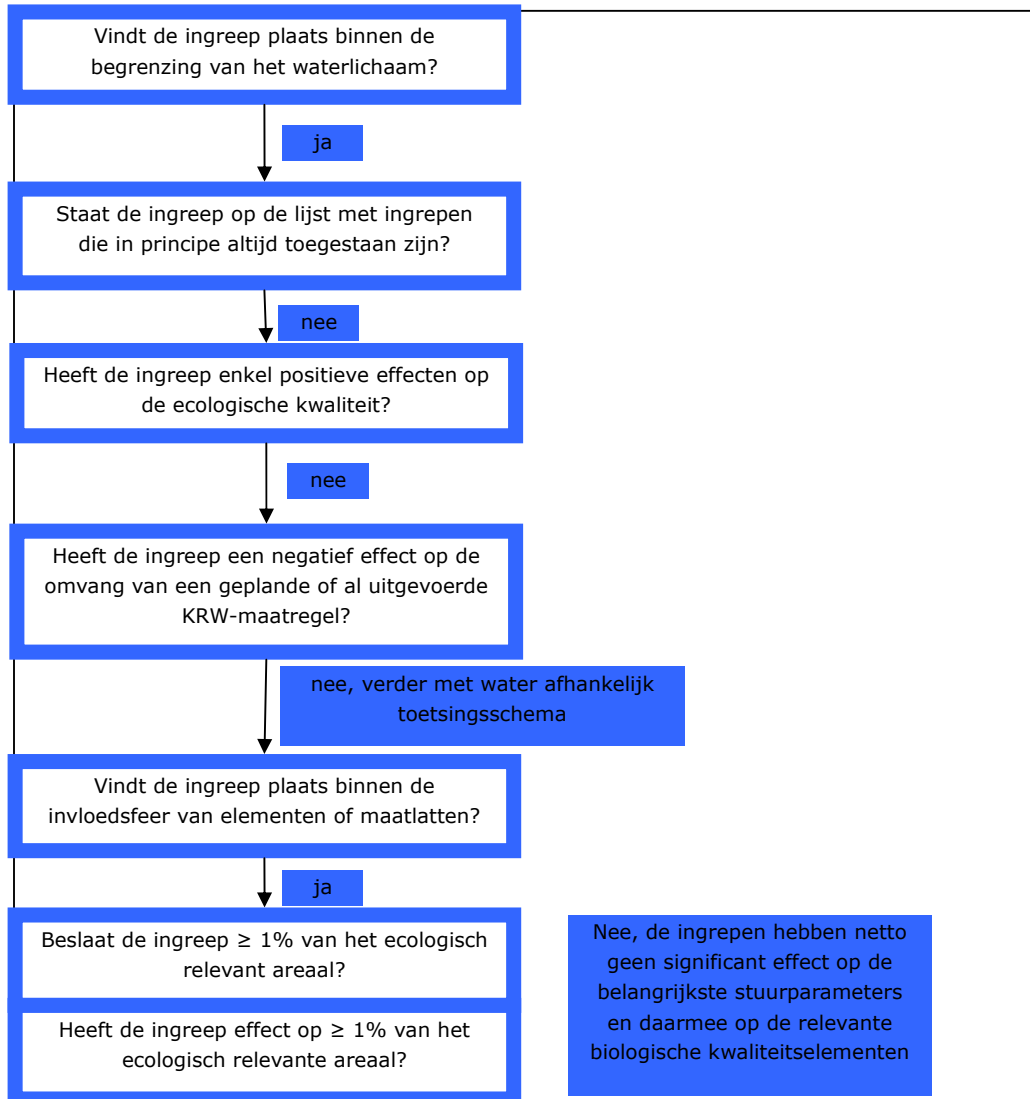 Vindt de ingreep plaats binnen de
begrenzing van het waterlichaam?
ja
Staat de ingreep op de lijst met ingrepen
die in principe altijd toegestaan zijn?
nee
Heeft de ingreep enkel positieve effecten op
de ecologische kwaliteit?
nee
Heeft de ingreep een negatief effect op de
omvang van een geplande of al uitgevoerde
KRW-maatregel?
nee, verder met water afhankelijk
toetsingsschema
Vindt de ingreep plaats binnen de
invloedsfeer van elementen of maatlatten?
ja
Beslaat de ingreep ≥ 1% van het ecologisch
relevant areaal?
Heeft de ingreep effect op ≥ 1% van het
ecologisch relevante areaal?
Nee, de ingrepen hebben netto
geen significant effect op de
belangrijkste stuurparameters
en daarmee op de relevante
biologische kwaliteitselementen